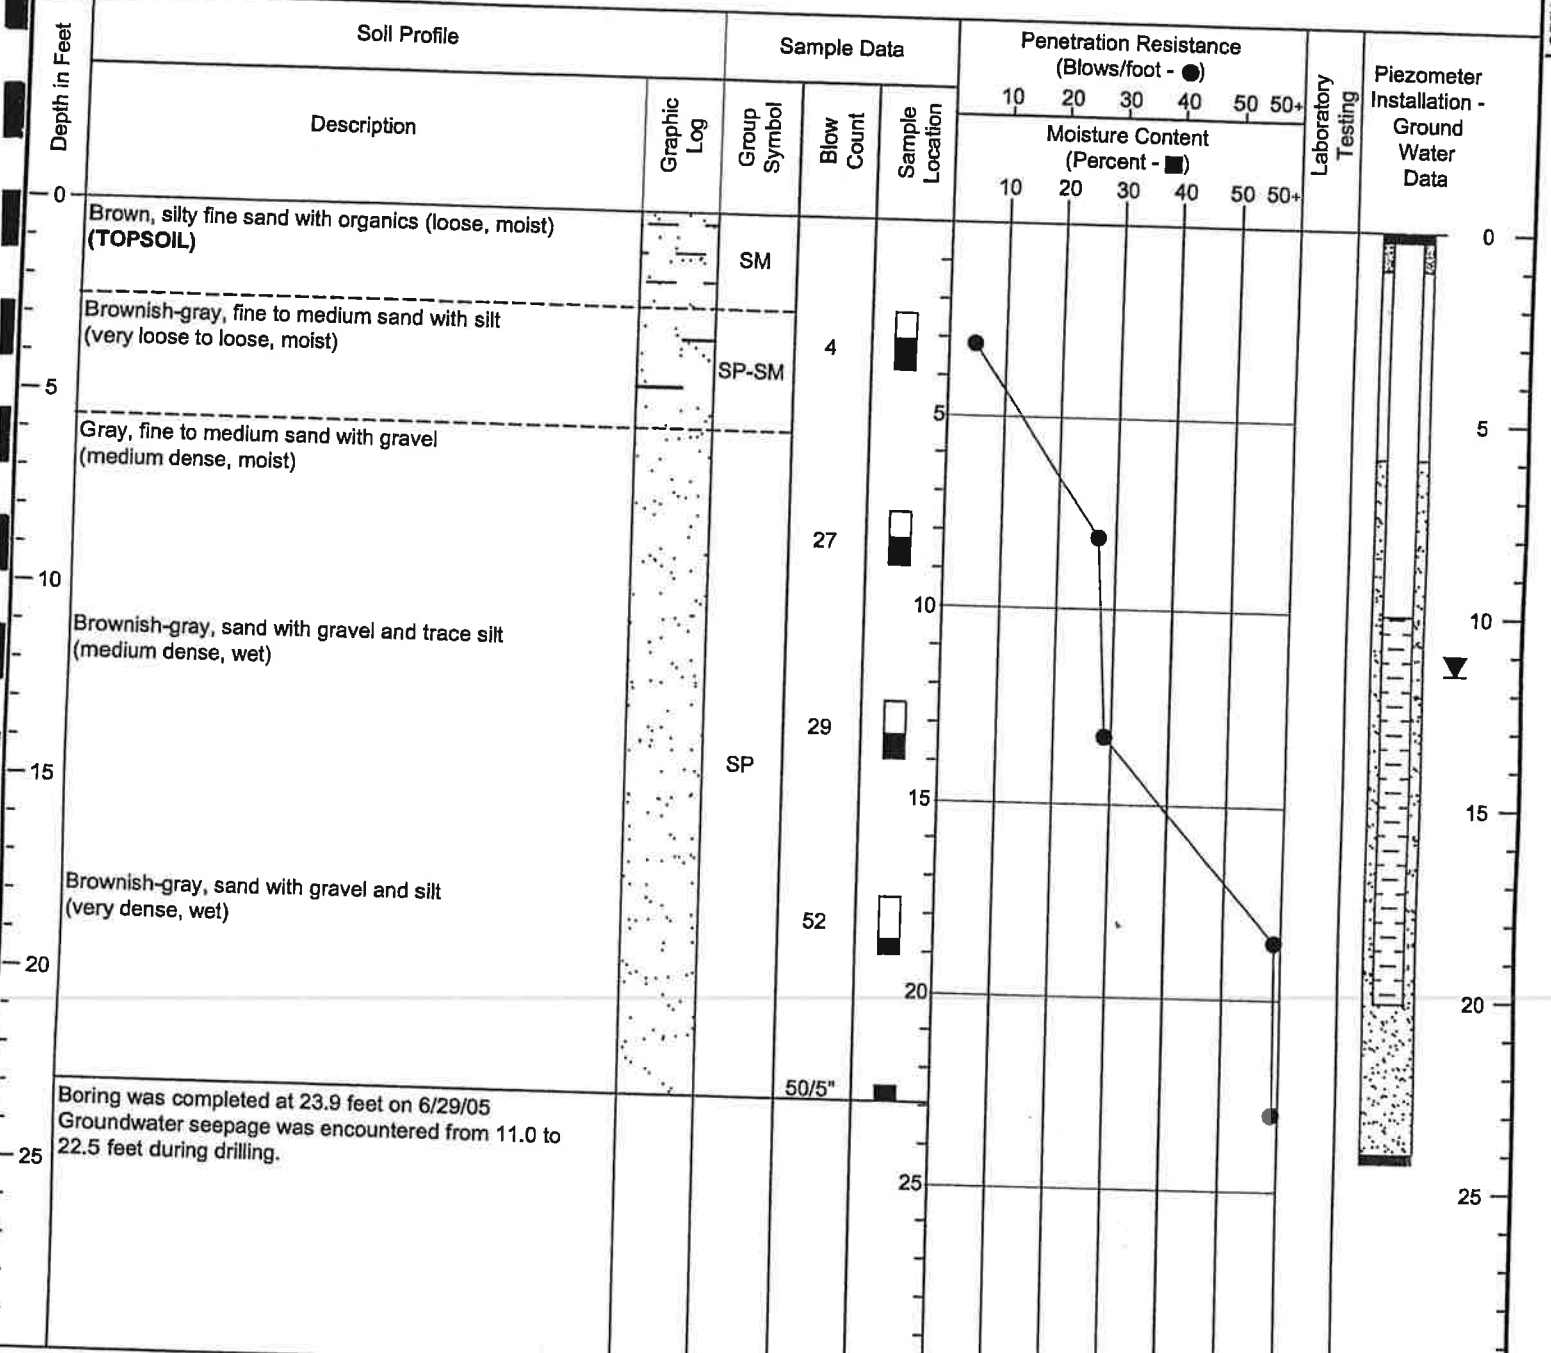 Depth in Feet
Soil Profile
Sample Data
Penetration Resistance
(Blows/foot - ●)
10 20 30 40 50 50+
Moisture Content
(Percent - ■)
10 20 30 40 50 50+
Laboratory
Testing
Piezometer
Installation -
Ground
Water
Data
Description
Graphic
Log
Group
Symbol
Blow
Count
Sample
Location
0
Brown, silty fine sand with organics (loose, moist)
(TOPSOIL)
SM
0
Brownish-gray, fine to medium sand with silt
(very loose to loose, moist)
SP-SM
4
5
5
5
Gray, fine to medium sand with gravel
(medium dense, moist)
27
10
10
10
Brownish-gray, sand with gravel and trace silt
(medium dense, wet)
29
SP
15
15
15
Brownish-gray, sand with gravel and silt
(very dense, wet)
52
20
20
20
50/5"
Boring was completed at 23.9 feet on 6/29/05
Groundwater seepage was encountered from 11.0 to
22.5 feet during drilling.
25
25
25